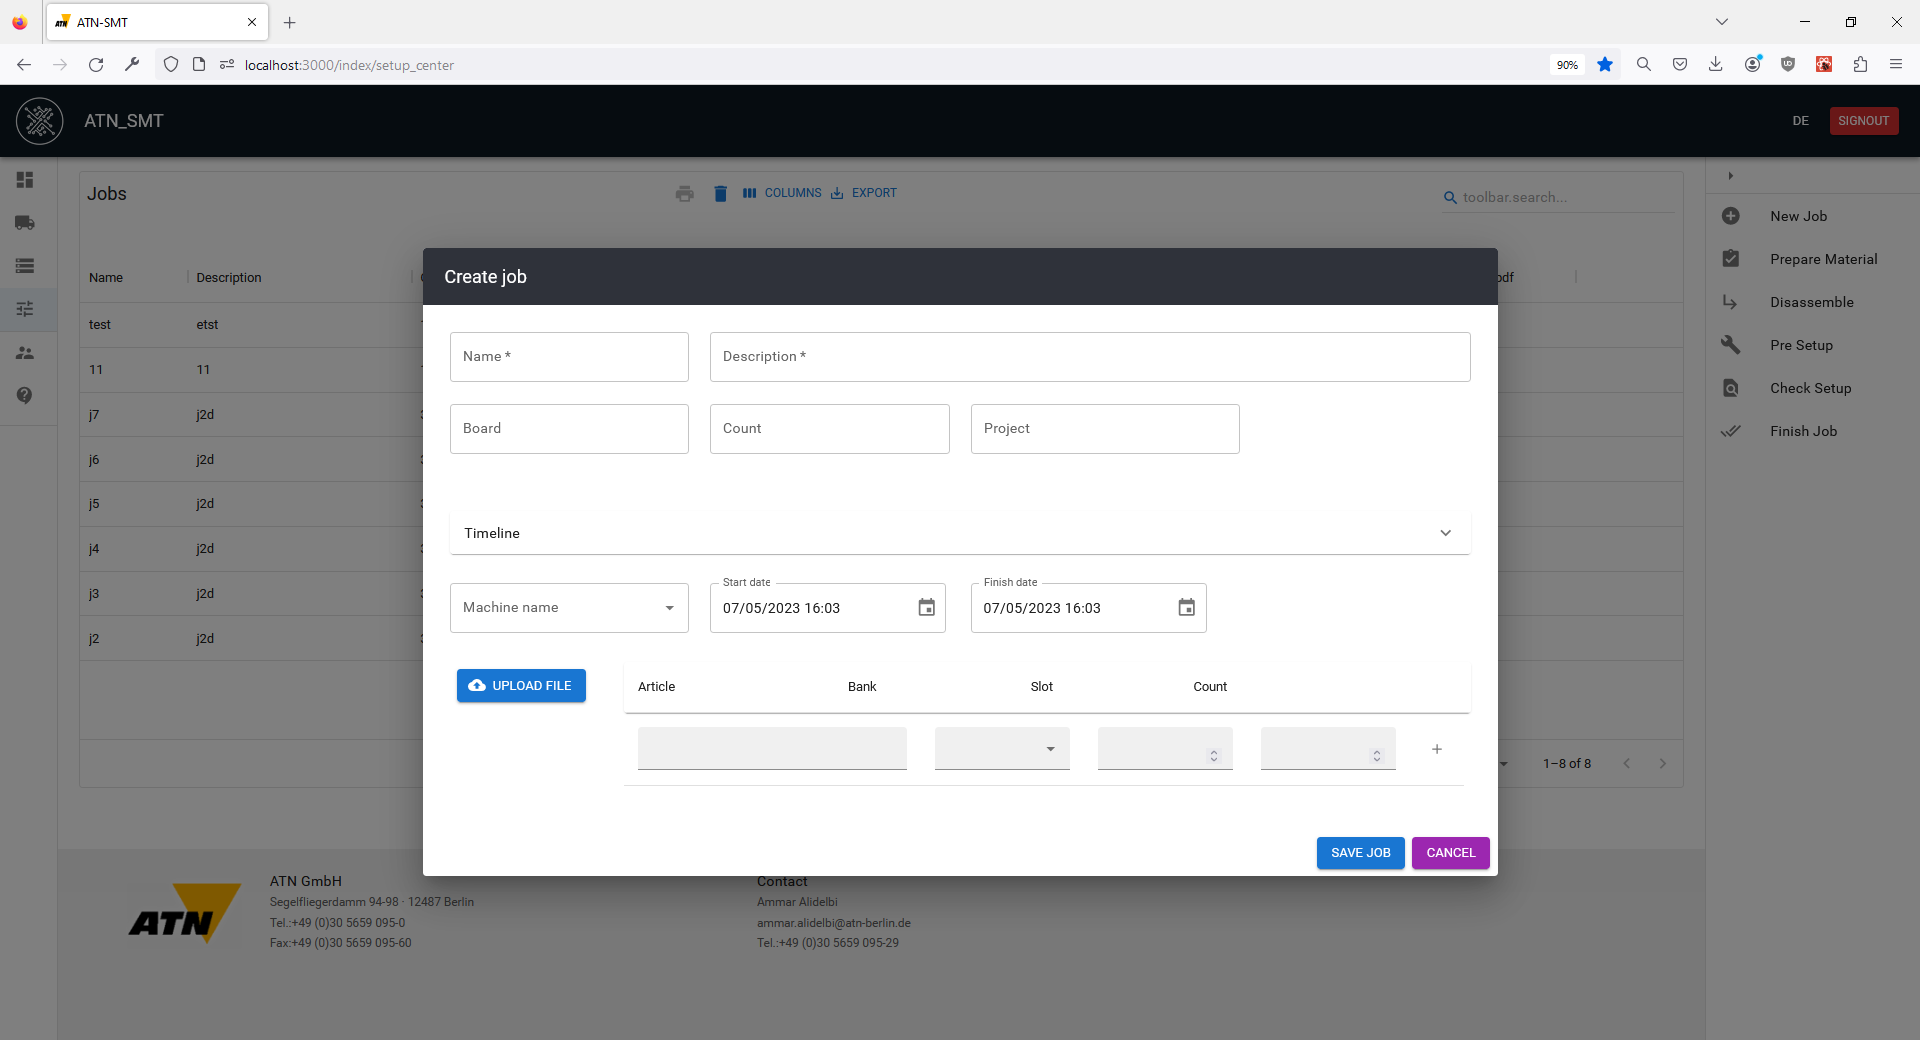 ATN-SMT
localhost:3000/index/setup_center
90%
ATN_SMT
DE
SIGNOUT
Jobs
COLUMNS
EXPORT
toolbar.search...
New Job
Prepare Material
Disassemble
Pre Setup
Check Setup
Finish Job
Name
Description
pdf
test
etst
11
11
j7
j2d
j6
j2d
j5
j2d
j4
j2d
j3
j2d
j2
j2d
1–8 of 8
Create job
Name *
Description *
Board
Count
Project
Timeline
Machine name
Start date
07/05/2023 16:03
Finish date
07/05/2023 16:03
UPLOAD FILE
Article
Bank
Slot
Count
SAVE JOB
CANCEL
ATN
ATN GmbH
Segelfliegerdamm 94-98 · 12487 Berlin
Tel.:+49 (0)30 5659 095-0
Fax:+49 (0)30 5659 095-60
Contact
Ammar Alidelbi
ammar.alidelbi@atn-berlin.de
Tel.:+49 (0)30 5659 095-29